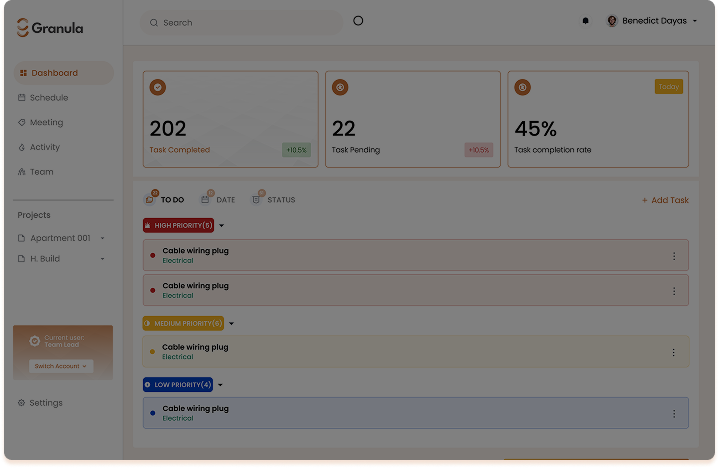 Granula
Search
Benedict Dayas
Dashboard
Schedule
Meeting
Activity
Team
Projects
Apartment 001
H. Build
Current user:
Team Lead
Switch Account
Settings
202
Task Completed
+10.5%
22
Task Pending
+10.5%
Today
45%
Task completion rate
TO DO
DATE
STATUS
+ Add Task
HIGH PRIORITY(5)
Cable wiring plug
Electrical
Cable wiring plug
Electrical
MEDIUM PRIORITY(6)
Cable wiring plug
Electrical
LOW PRIORITY(4)
Cable wiring plug
Electrical